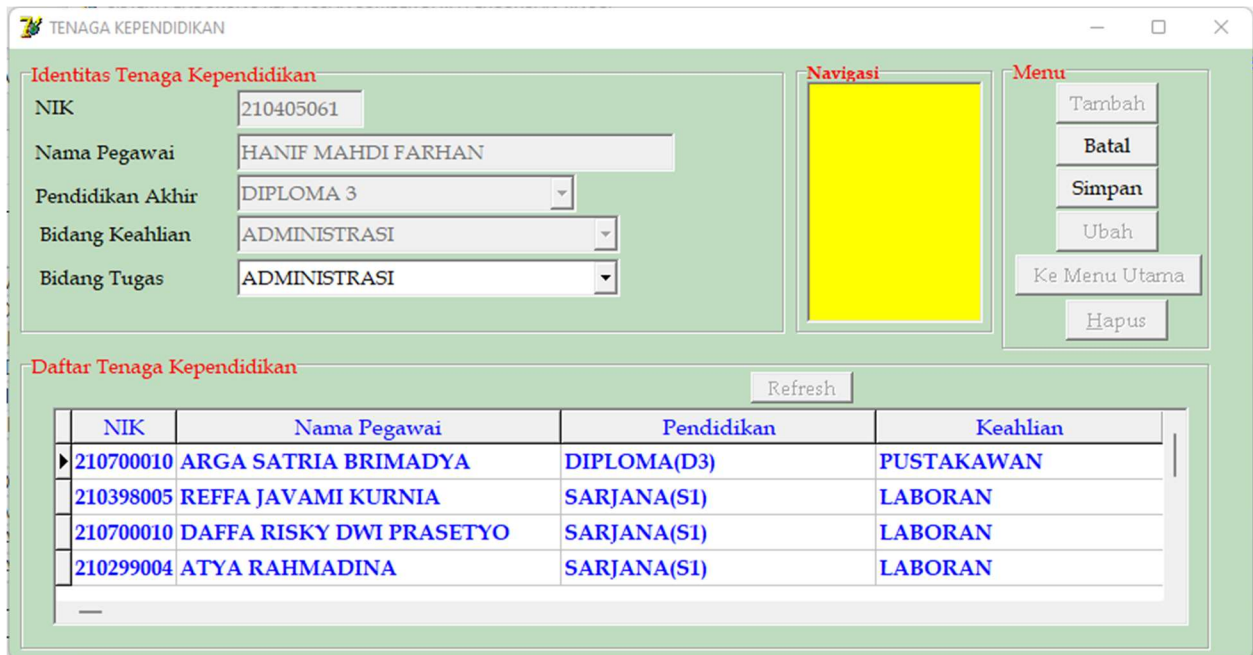 TENAGA KEPENDIDIKAN
Identitas Tenaga Kependidikan
NIK 210405061
Nama Pegawai HANIF MAHDI FARHAN
Pendidikan Akhir DIPLOMA 3
Bidang Keahlian ADMINISTRASI
Bidang Tugas ADMINISTRASI
Navigasi
Menu
Tambah
Batal
Simpan
Ubah
Ke Menu Utama
Hapus
Daftar Tenaga Kependidikan
Refresh
NIK Nama Pegawai Pendidikan Keahlian
210700010 ARGA SATRIA BRIMADYA DIPLOMA(D3) PUSTAKAWAN
210398005 REFFA JAVAMI KURNIA SARJANA(S1) LABORAN
210700010 DAFFA RISKY DWI PRASETYO SARJANA(S1) LABORAN
210299004 ATYA RAHMADINA SARJANA(S1) LABORAN